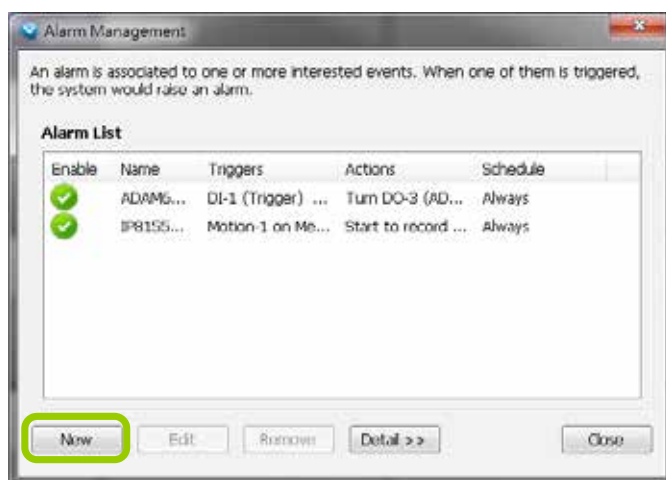 Alarm Management
An alarm is associated to one or more interested events. When one of them is triggered,
the system would raise an alarm.
Alarm List
Enable Name Triggers Actions Schedule
ADAM6... DI-1 (Trigger) ... Turn DO-3 (AD... Always
IP8155... Motion-1 on Me... Start to record ... Always
New Edit Remove Detail >> Close